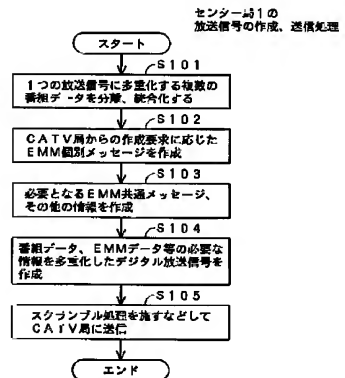 センター局1の
放送信号の作成、送信処理
スタート
S101
1つの放送信号に多重化する複数の
番組データを分離、統合化する
S102
CATV局からの作成要求に応じた
EMM個別メッセージを作成
S103
必要となるEMM共通メッセージ、
その他の情報を作成
S104
番組データ、EMMデータ等の必要な
情報を多重化したデジタル放送信号を
作成
S105
スクランブル処理を施すなどして
CATV局に送信
エンド